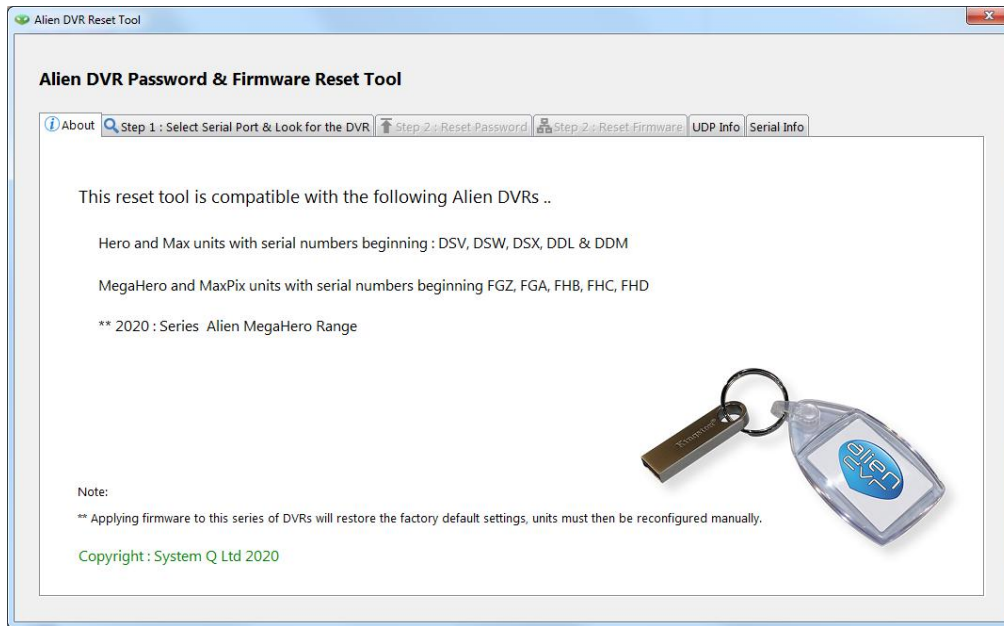 Alien DVR Reset Tool
Alien DVR Password & Firmware Reset Tool
About
Step 1 : Select Serial Port & Look for the DVR
Step 2 : Reset Password
Step 2 : Reset Firmware
UDP Info
Serial Info
This reset tool is compatible with the following Alien DVRs ..
Hero and Max units with serial numbers beginning : DSV, DSW, DSX, DDL & DDM
MegaHero and MaxPix units with serial numbers beginning FGZ, FGA, FHB, FHC, FHD
** 2020 : Series Alien MegaHero Range
Kingston
alien
DVR
Note:
** Applying firmware to this series of DVRs will restore the factory default settings, units must then be reconfigured manually.
Copyright : System Q Ltd 2020